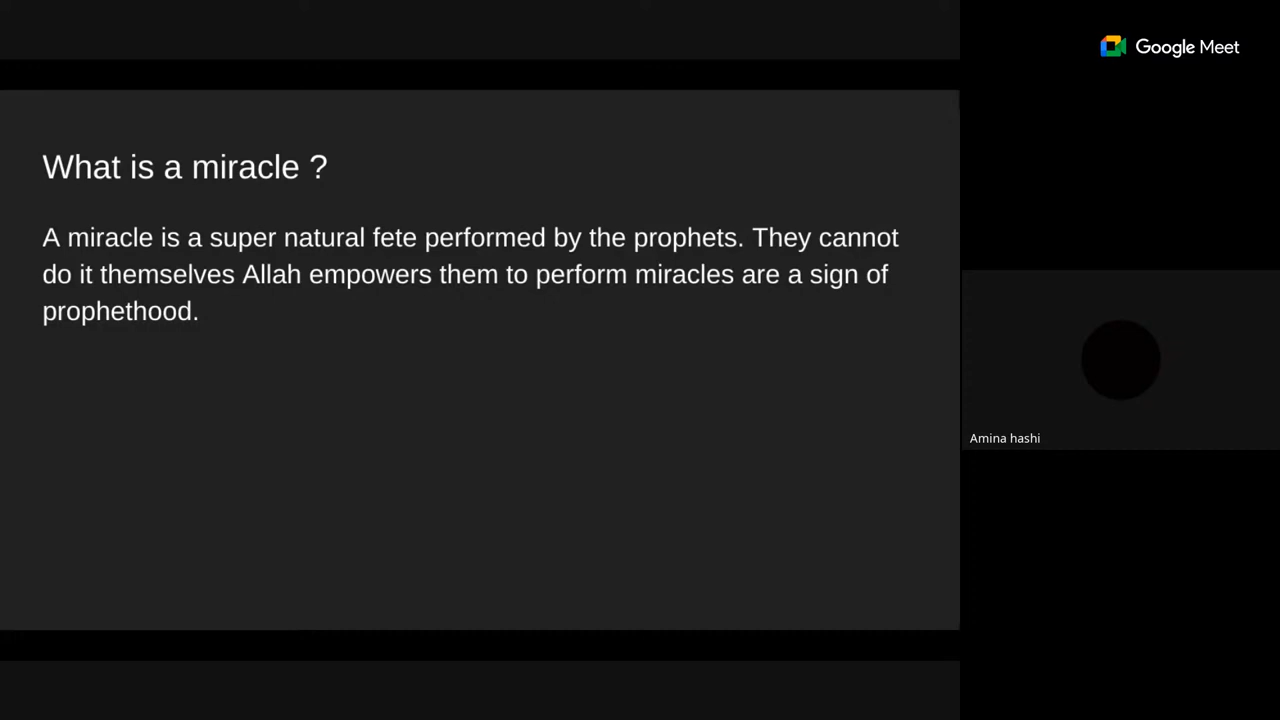 Google Meet
What is a miracle ?
A miracle is a super natural fete performed by the prophets. They cannot
do it themselves Allah empowers them to perform miracles are a sign of
prophethood.
Amina hashi